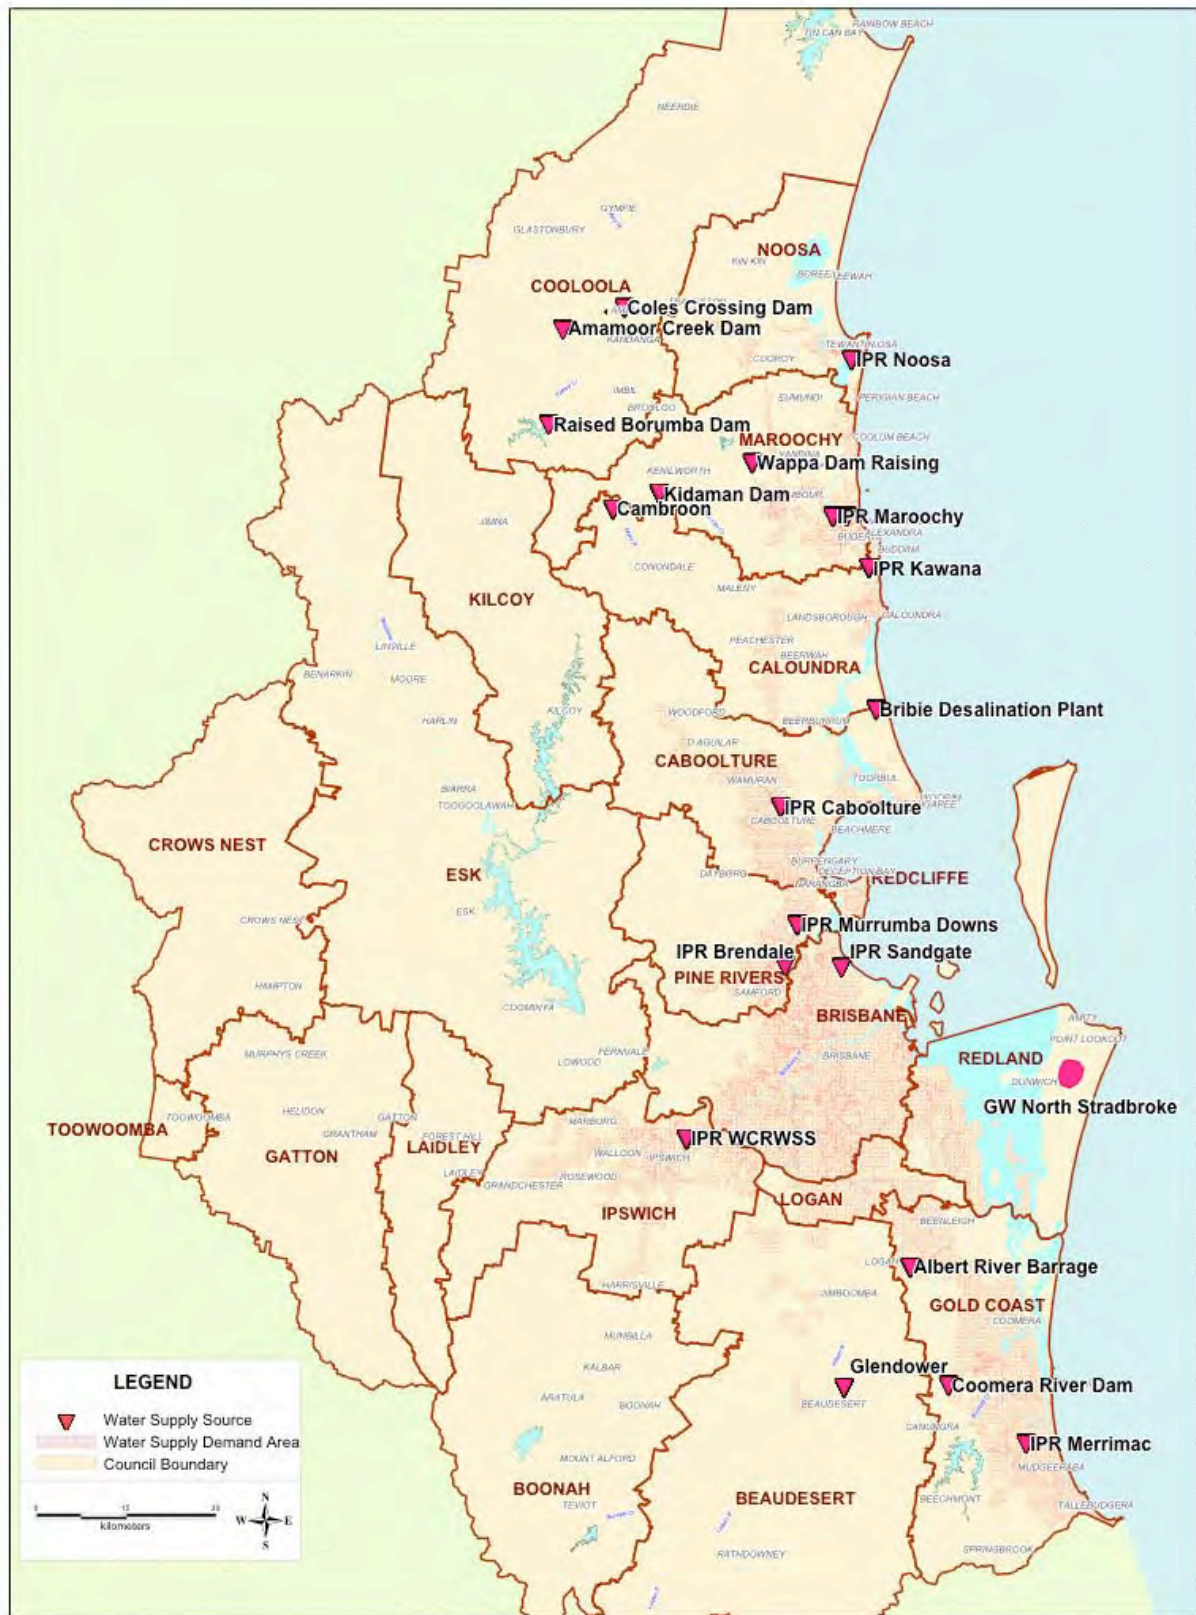 RAINBOW BEACH
TIN CAN BAY
NEERDIE
GYMPIE
GLASTONBURY
NOOSA
KIN KIN
COOLOOLA
Coles Crossing Dam
Amamoor Creek Dam
KANDANGA
TEWANTIN
NOOSA
COOROY
IPR Noosa
IMBIL
BROOLOO
EUMUNDI
PERIGIAN BEACH
Raised Borumba Dam
MAROOCHY
COOLUM BEACH
YANDINA
Wappa Dam Raising
KENILWORTH
Kidaman Dam
Cambroon
IPR Maroochy
JIMNA
BUDDINA
CONONDALE
IPR Kawana
MALENY
KILCOY
LANDSBOROUGH
CALOUNDRA
PEACHESTER
LINVILLE
BEERWAH
CALOUNDRA
BENARKIN
MOORE
HARLIN
KILCOY
WOODFORD
BEERBURRUM
Bribie Desalination Plant
D'AGUILAR
CABOOLTURE
WAMURAN
TOORBUL
BIARRA
TOOGOOLAWAH
IPR Caboolture
CABOOLTURE
BEACHMERE
CROWS NEST
BURPENGARY
DECEPTION BAY
DAYBORO
NARANGBA
REDCLIFFE
ESK
ESK
CROWS NEST
IPR Murrumba Downs
IPR Brendale
IPR Sandgate
PINE RIVERS
SAMFORD
HAMPTON
COOMINYA
BRISBANE
AMITY
POINT LOOKOUT
MURPHYS CREEK
FERNVALE
LOWOOD
BRISBANE
REDLAND
DUNWICH
GW North Stradbroke
TOOWOOMBA
TOOWOOMBA
HELIDON
GATTON
GRANTHAM
FOREST HILL
MARBURG
IPR WCRWSS
GATTON
LAIDLEY
LAIDLEY
WALLOON
IPSWICH
ROSEWOOD
GRANDCHESTER
LOGAN
IPSWICH
BEENLEIGH
LOGAN
Albert River Barrage
HARRISVILLE
JIMBOOMBA
GOLD COAST
COOMERA
MUNBILLA
KALBAR
Glendower
ARATULA
BOONAH
BEAUDESERT
Coomera River Dam
CANUNGRA
IPR Merrimac
MOUNT ALFORD
MUDGEERABA
BOONAH
TEVIOT
BEAUDESERT
BEECHMONT
TALLEBUDGERA
RATHDOWNEY
SPRINGBROOK
LEGEND
Water Supply Source
Water Supply Demand Area
Council Boundary
0
kilometers
N
W
E
S